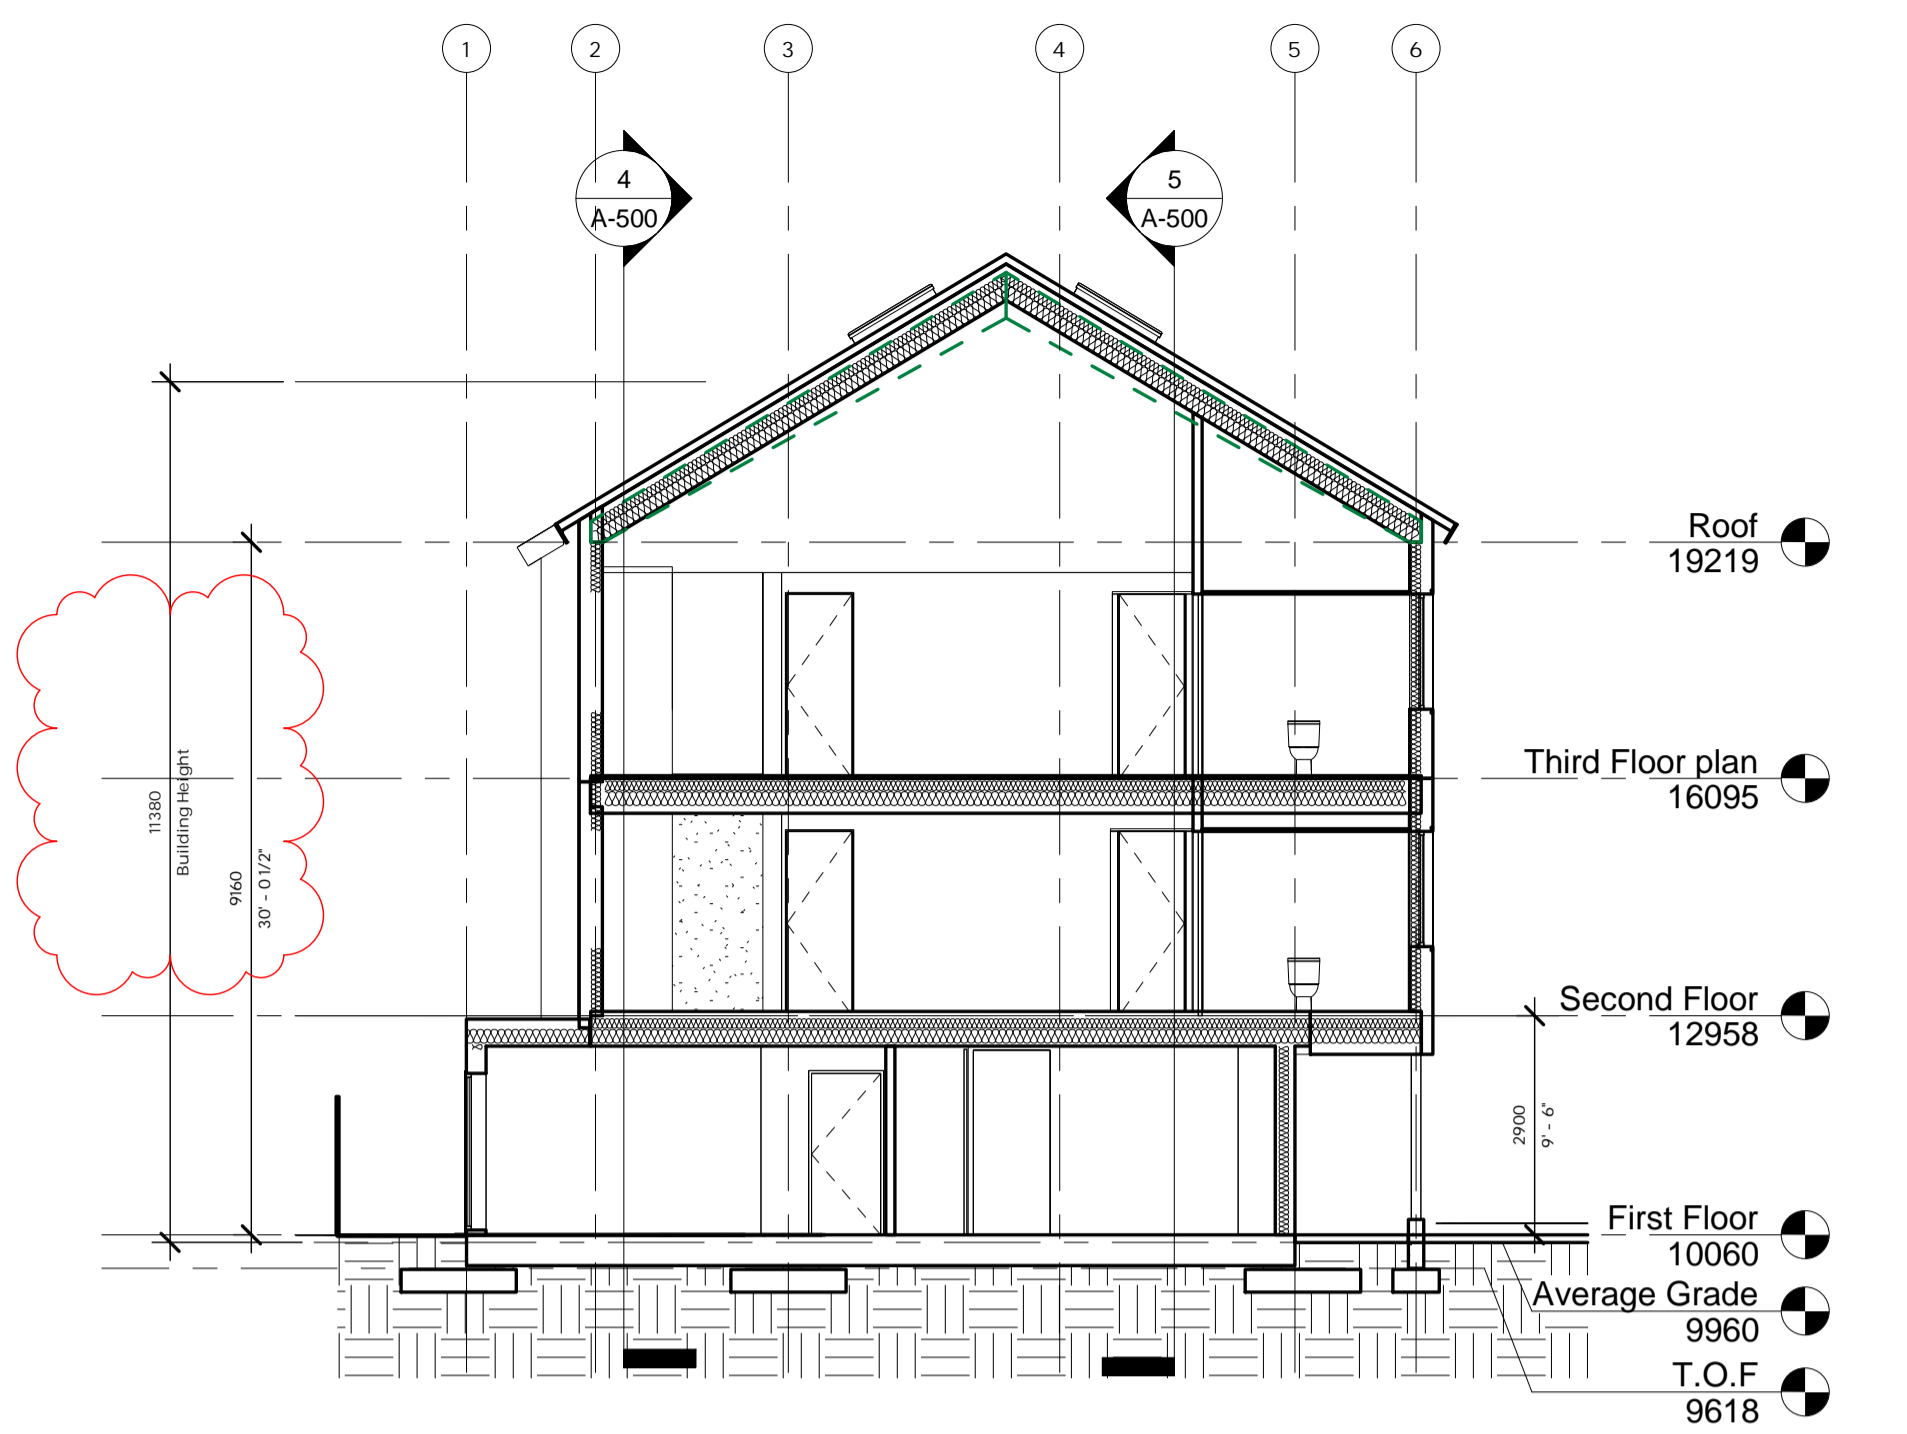 1
2
3
4
5
6
4
A-500
5
A-500
Roof
19219
Third Floor plan
16095
11380
Building Height
9160
30' - 0 1/2"
Second Floor
12958
2900
9' - 6"
First Floor
10060
Average Grade
9960
T.O.F
9618